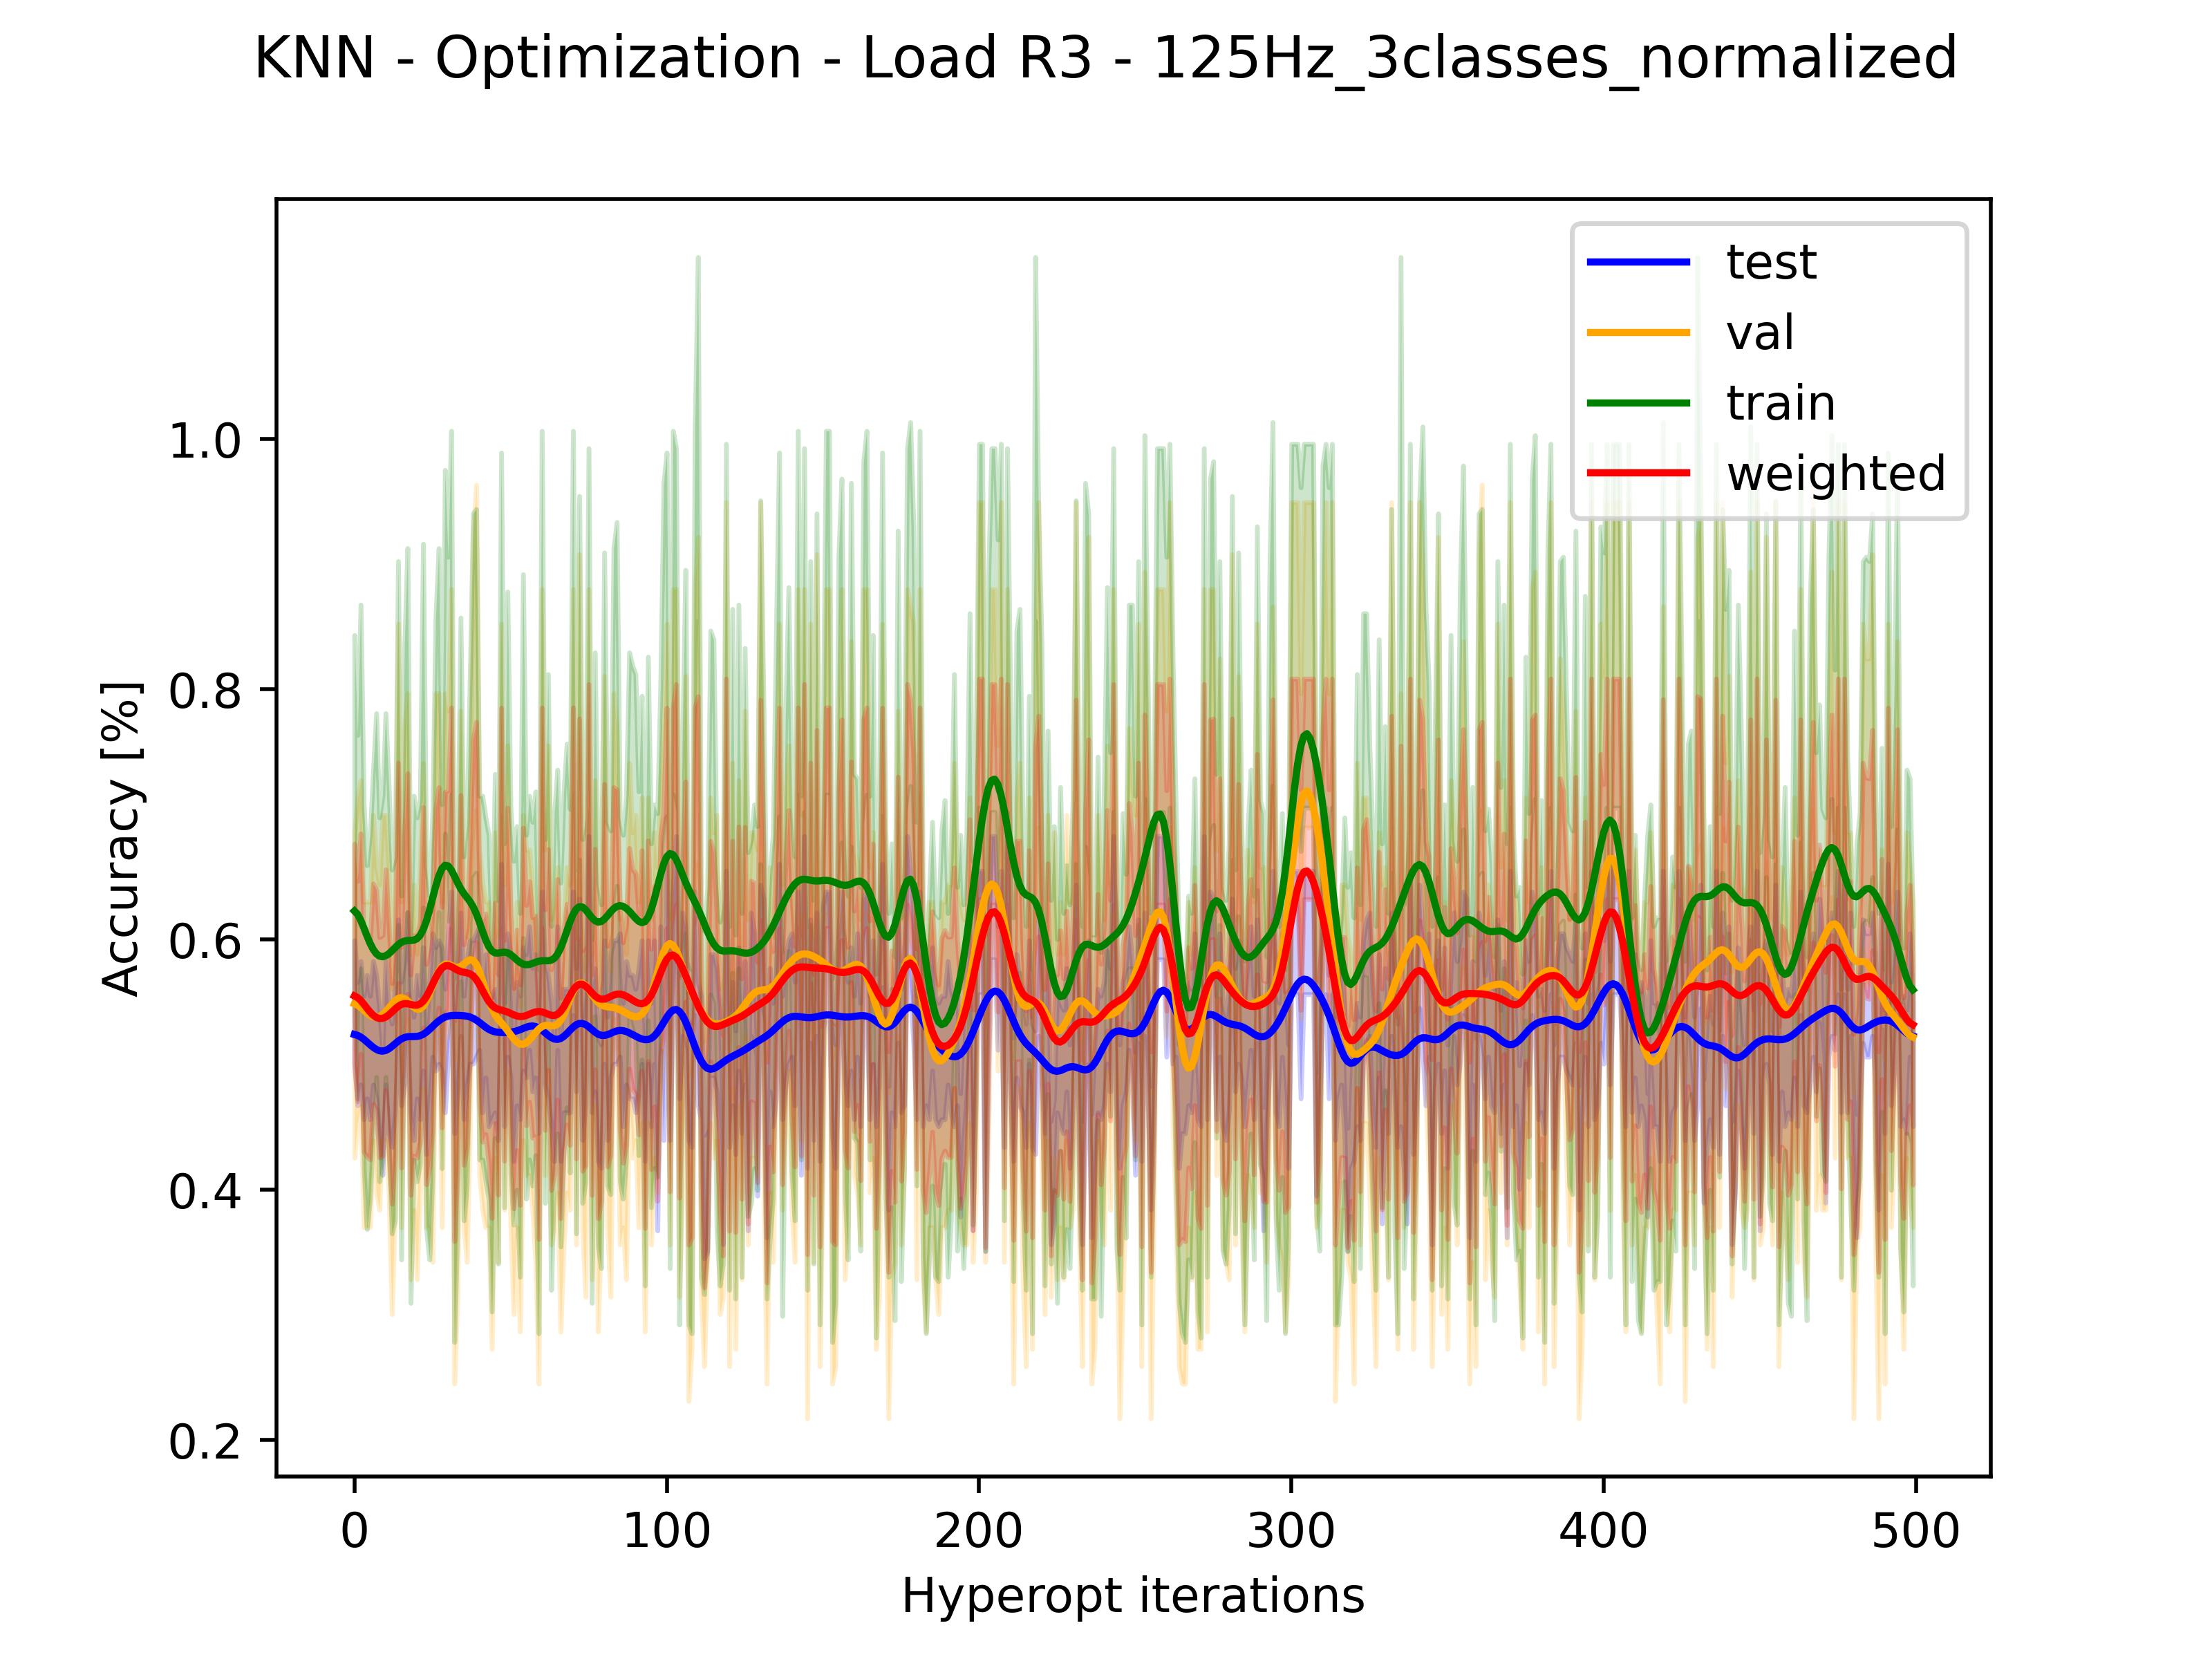 KNN - Optimization - Load R3 - 125Hz_3classes_normalized
test
val
train
weighted
1.0
0.8
0.6
0.4
0.2
Accuracy [%]
0 100 200 300 400 500
Hyperopt iterations